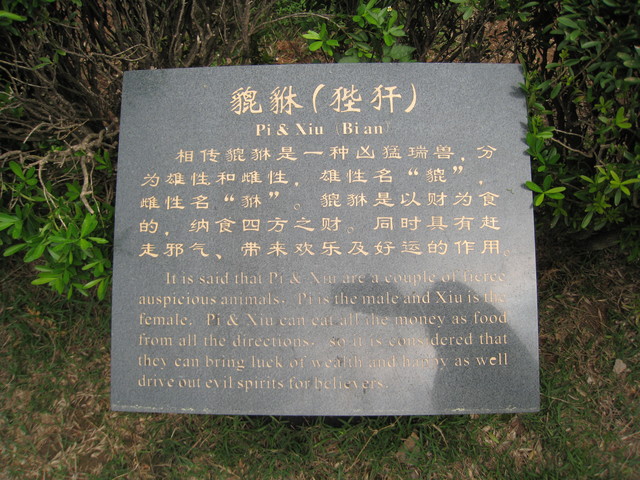 貔貅（狴犴）
Pi & Xiu （Bian）
相传貔貅是一种凶猛瑞兽，分
为雄性和雌性，雄性名“貔”，
雌性名“貅”。貔貅是以财为食
的，纳食四方之财。同时具有赶
走邪气、带来欢乐及好运的作用。
It is said that Pi & Xiu are a couple of fierce
auspicious animals, Pi is the male and Xiu is the
female. Pi & Xiu can eat all the money as food
from all the directions, so it is considered that
they can bring luck of wealth and happy as well
drive out evil spirits for believers.